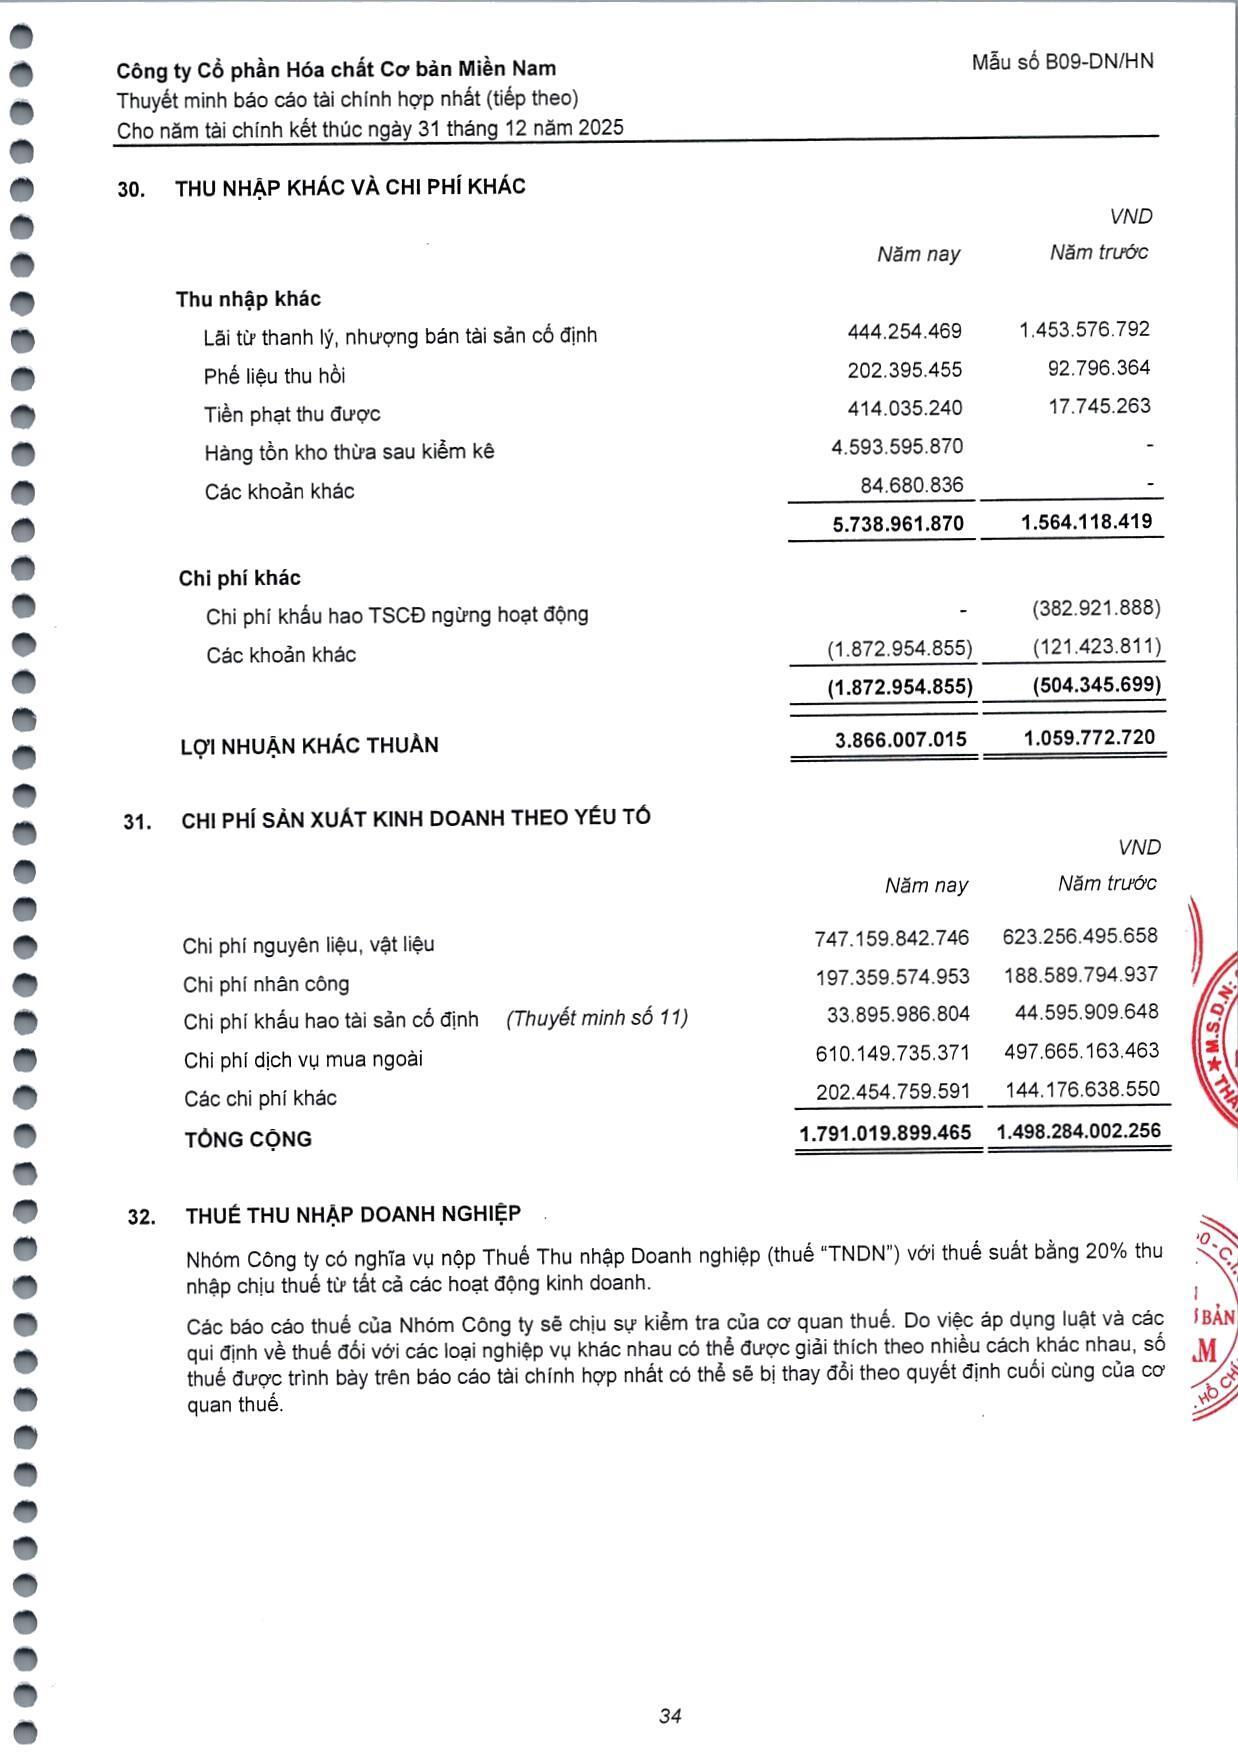 Công ty Cổ phần Hóa chất Cơ bản Miền Nam
Mẫu số B09-DN/HN
Thuyết minh báo cáo tài chính hợp nhất (tiếp theo)
Cho năm tài chính kết thúc ngày 31 tháng 12 năm 2025
30. THU NHẬP KHÁC VÀ CHI PHÍ KHÁC
VND
Năm nay Năm trước
Thu nhập khác
Lãi từ thanh lý, nhượng bán tài sản cố định 444.254.469 1.453.576.792
Phế liệu thu hồi 202.395.455 92.796.364
Tiền phạt thu được 414.035.240 17.745.263
Hàng tồn kho thừa sau kiểm kê 4.593.595.870 -
Các khoản khác 84.680.836 -
5.738.961.870 1.564.118.419
Chi phí khác
Chi phí khấu hao TSCĐ ngừng hoạt động - (382.921.888)
Các khoản khác (1.872.954.855) (121.423.811)
(1.872.954.855) (504.345.699)
LỢI NHUẬN KHÁC THUẦN 3.866.007.015 1.059.772.720
31. CHI PHÍ SẢN XUẤT KINH DOANH THEO YẾU TỐ
VND
Năm nay Năm trước
Chi phí nguyên liệu, vật liệu 747.159.842.746 623.256.495.658
Chi phí nhân công 197.359.574.953 188.589.794.937
Chi phí khấu hao tài sản cố định (Thuyết minh số 11) 33.895.986.804 44.595.909.648
Chi phí dịch vụ mua ngoài 610.149.735.371 497.665.163.463
Các chi phí khác 202.454.759.591 144.176.638.550
TỔNG CỘNG 1.791.019.899.465 1.498.284.002.256
32. THUẾ THU NHẬP DOANH NGHIỆP
Nhóm Công ty có nghĩa vụ nộp Thuế Thu nhập Doanh nghiệp (thuế “TNDN”) với thuế suất bằng 20% thu
nhập chịu thuế từ tất cả các hoạt động kinh doanh.
Các báo cáo thuế của Nhóm Công ty sẽ chịu sự kiểm tra của cơ quan thuế. Do việc áp dụng luật và các
qui định về thuế đối với các loại nghiệp vụ khác nhau có thể được giải thích theo nhiều cách khác nhau, số
thuế được trình bày trên báo cáo tài chính hợp nhất có thể sẽ bị thay đổi theo quyết định cuối cùng của cơ
quan thuế.
★ M.S.D.N:
BẢN
HỒ CHÍ
34